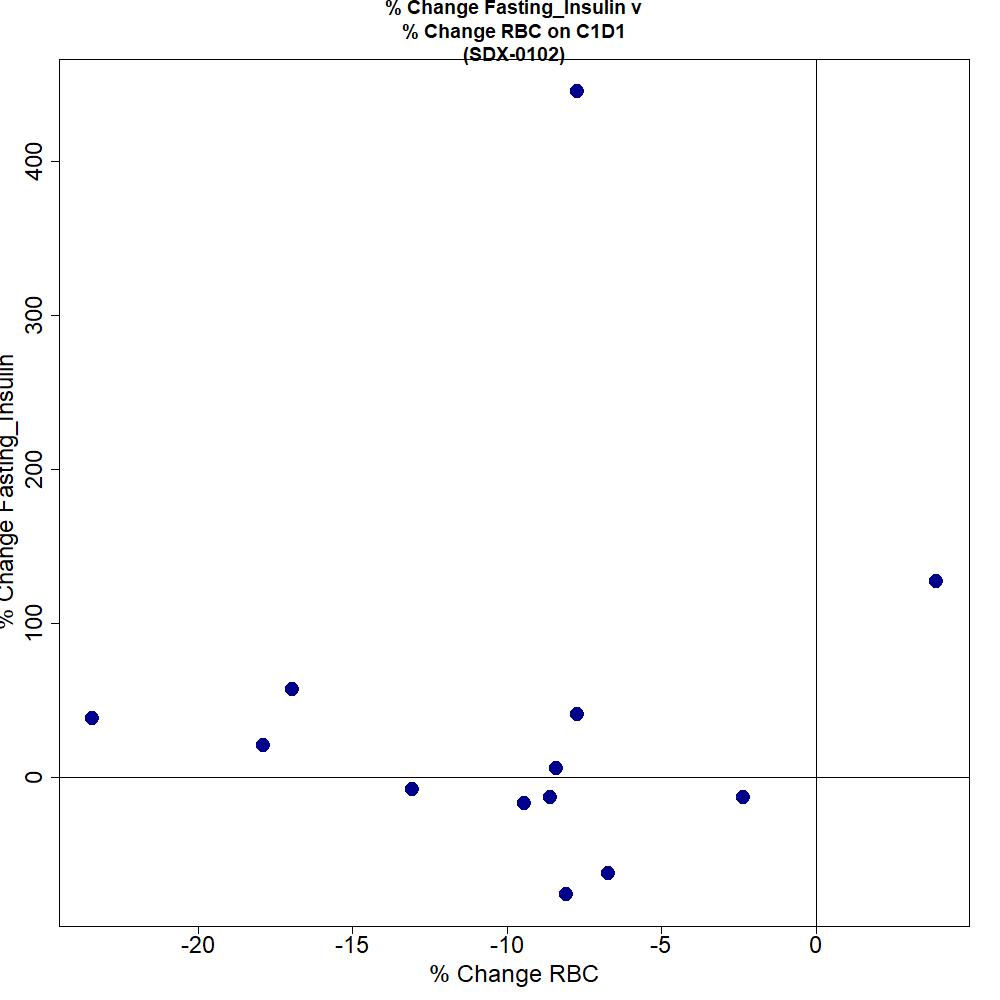 % Change Fasting_Insulin v
% Change RBC on C1D1
(SDX-0102)
% Change Fasting_Insulin
400
300
200
100
0
-20
-15
-10
-5
0
% Change RBC